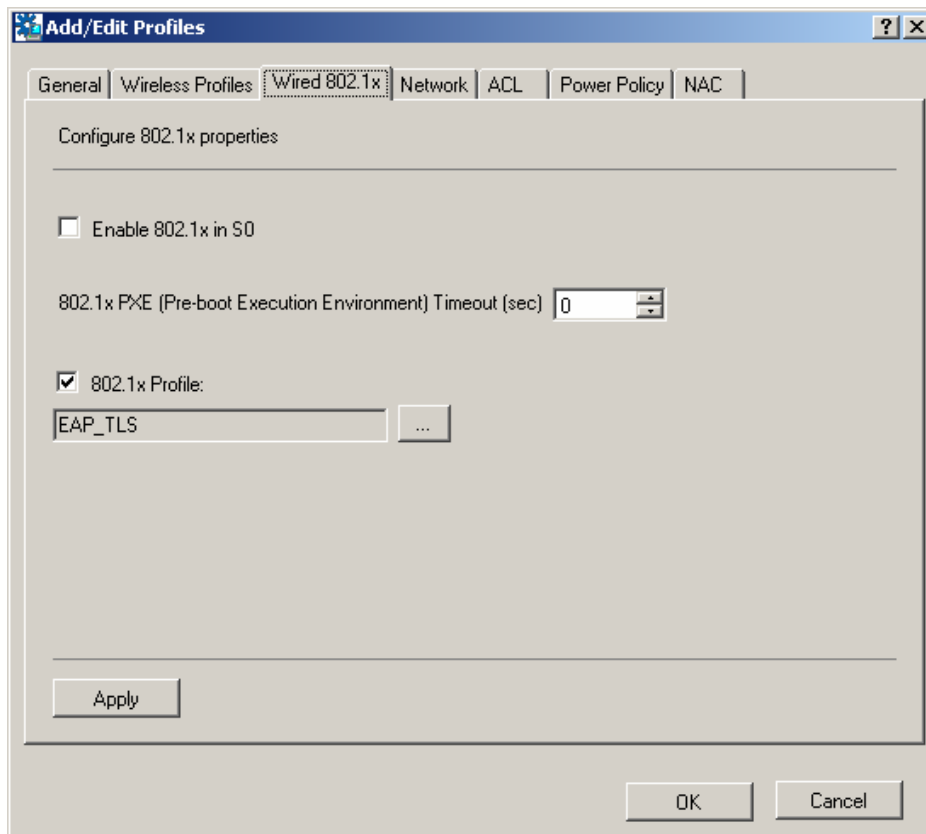 Add/Edit Profiles
General Wireless Profiles Wired 802.1x Network ACL Power Policy NAC
Configure 802.1x properties
Enable 802.1x in S0
802.1x PXE (Pre-boot Execution Environment) Timeout (sec) 0
802.1x Profile:
EAP_TLS ...
Apply
OK Cancel